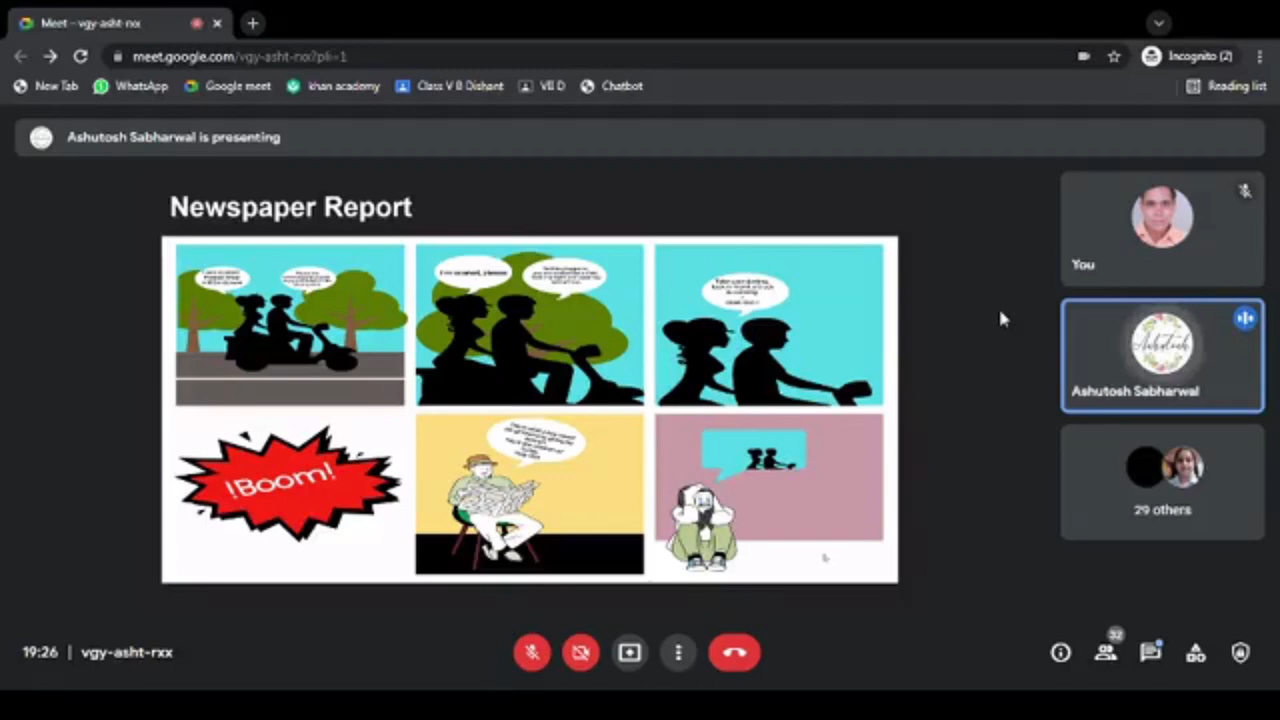 Meet – vgy-asht-rxx
meet.google.com/vgy-asht-rxx?pli=1
Incognito (2)
New Tab
WhatsApp
Google meet
khan academy
Class V B Dishant
VII D
Chatbot
Reading list
Ashutosh Sabharwal is presenting
Newspaper Report
I'm scared, please
!Boom!
You
Ashutosh
Ashutosh Sabharwal
29 others
19:26 | vgy-asht-rxx
32